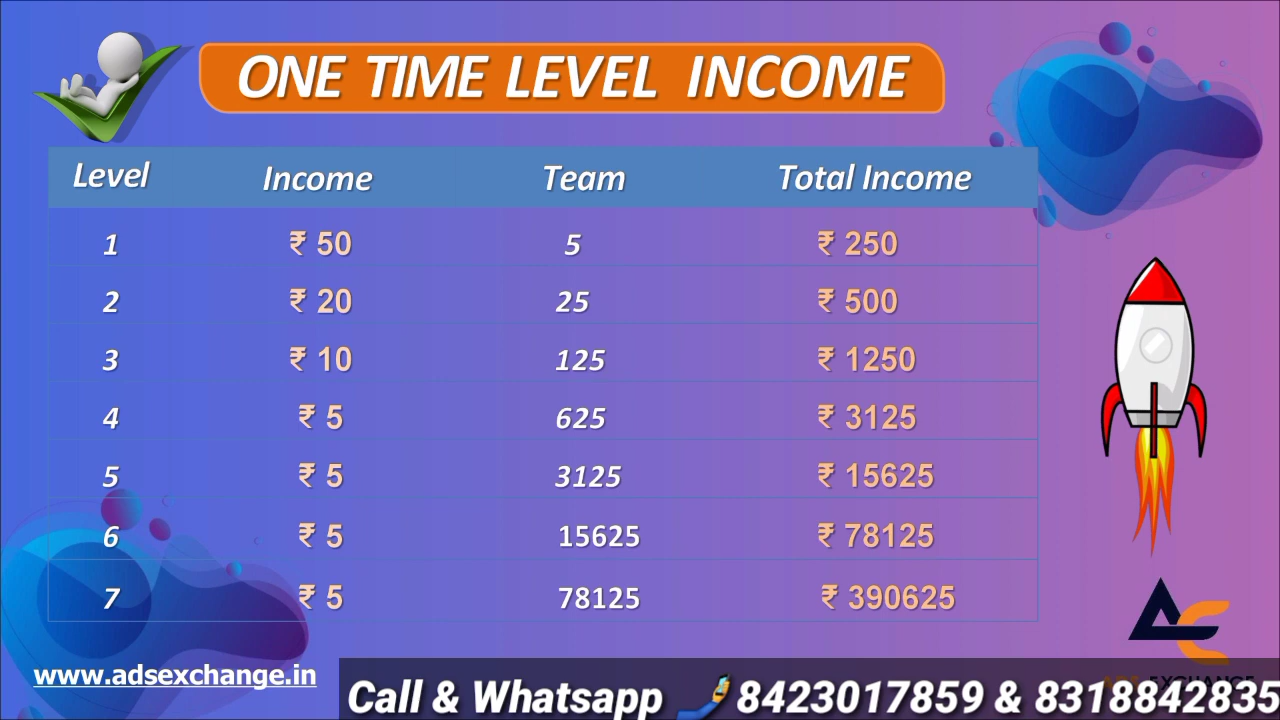 ONE TIME LEVEL INCOME
Level Income Team Total Income
1 ₹ 50 5 ₹ 250
2 ₹ 20 25 ₹ 500
3 ₹ 10 125 ₹ 1250
4 ₹ 5 625 ₹ 3125
5 ₹ 5 3125 ₹ 15625
6 ₹ 5 15625 ₹ 78125
7 ₹ 5 78125 ₹ 390625
www.adsexchange.in
Call & Whatsapp 8423017859 & 8318842835